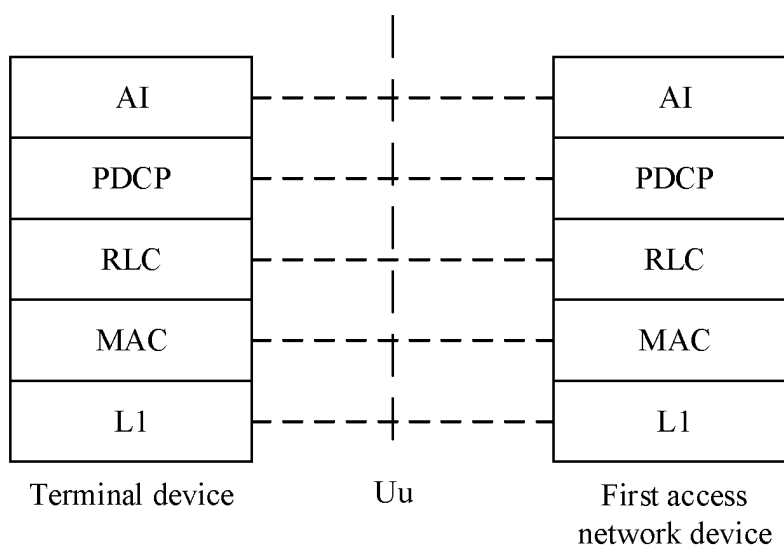 AI
AI
PDCP
PDCP
RLC
RLC
MAC
MAC
L1
L1
Terminal device
Uu
First access
network device